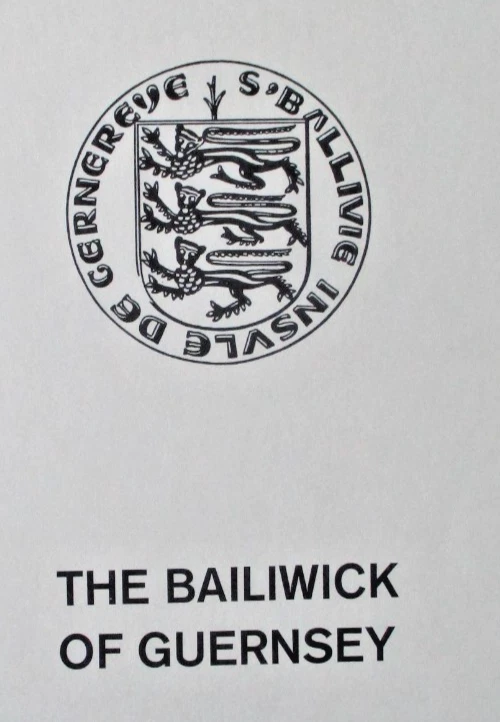 S'BALLIVIE INSVLE DE GERNEREYE
THE BAILIWICK
OF GUERNSEY